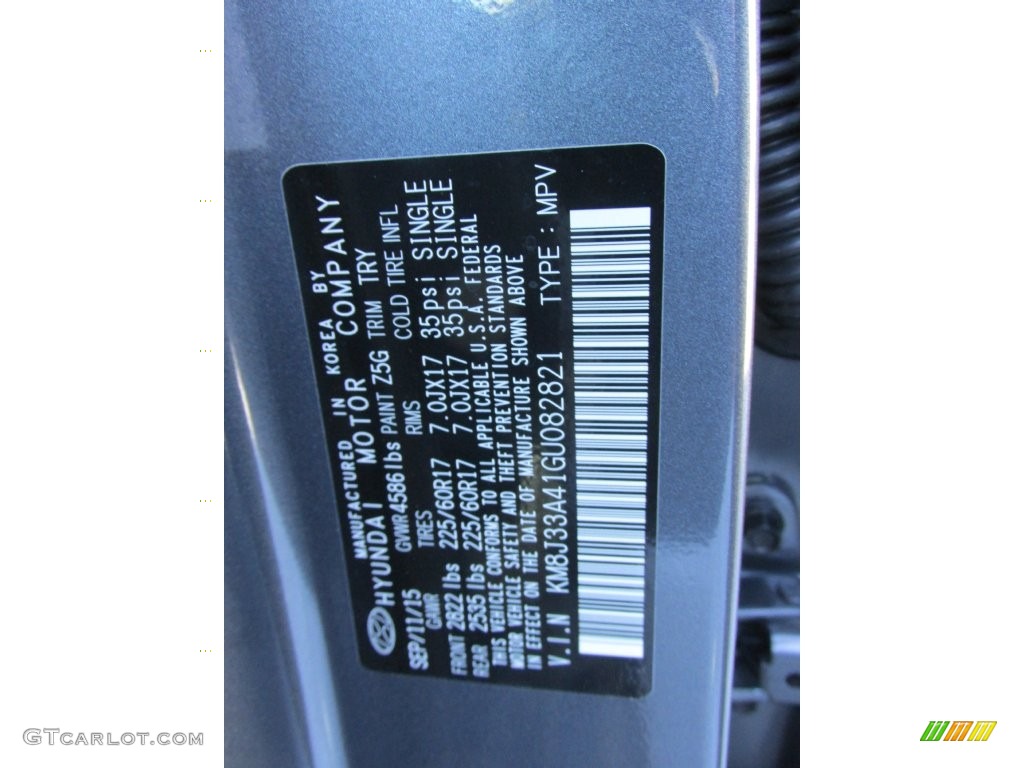 MANUFACTURED IN KOREA BY
HYUNDAI MOTOR COMPANY
GVWR 4586lbs PAINT Z5G TRIM TRY
SEP/11/15 TIRES RIMS COLD TIRE INFL
GAWR
FRONT 2822 lbs 225/60R17 7.0JX17 35psi SINGLE
REAR 2535 lbs 225/60R17 7.0JX17 35psi SINGLE
THIS VEHICLE CONFORMS TO ALL APPLICABLE U.S.A. FEDERAL
MOTOR VEHICLE SAFETY AND THEFT PREVENTION STANDARDS
IN EFFECT ON THE DATE OF MANUFACTURE SHOWN ABOVE
V.I.N KM8J33A41GU082821 TYPE : MPV
GTCARLOT.COM